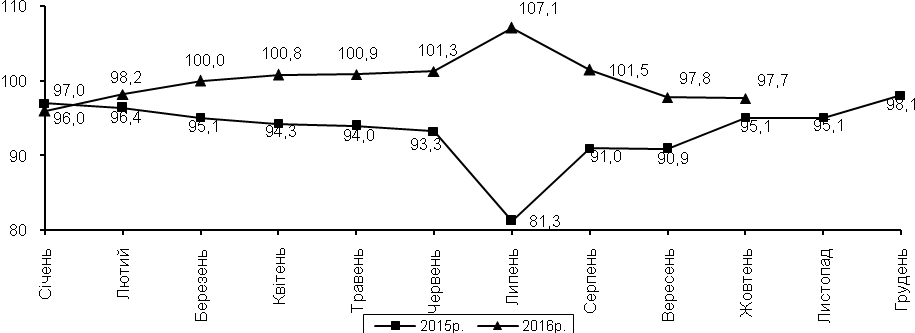 110
107,1
100,0
100,8
100,9
101,3
98,2
101,5
97,8
97,7
100
97,0
96,0
96,4
95,1
94,3
94,0
93,3
91,0
90,9
95,1
95,1
98,1
90
81,3
80
Січень
Лютий
Березень
Квітень
Травень
Червень
Липень
Серпень
Вересень
Жовтень
Листопад
Грудень
2015р.
2016р.